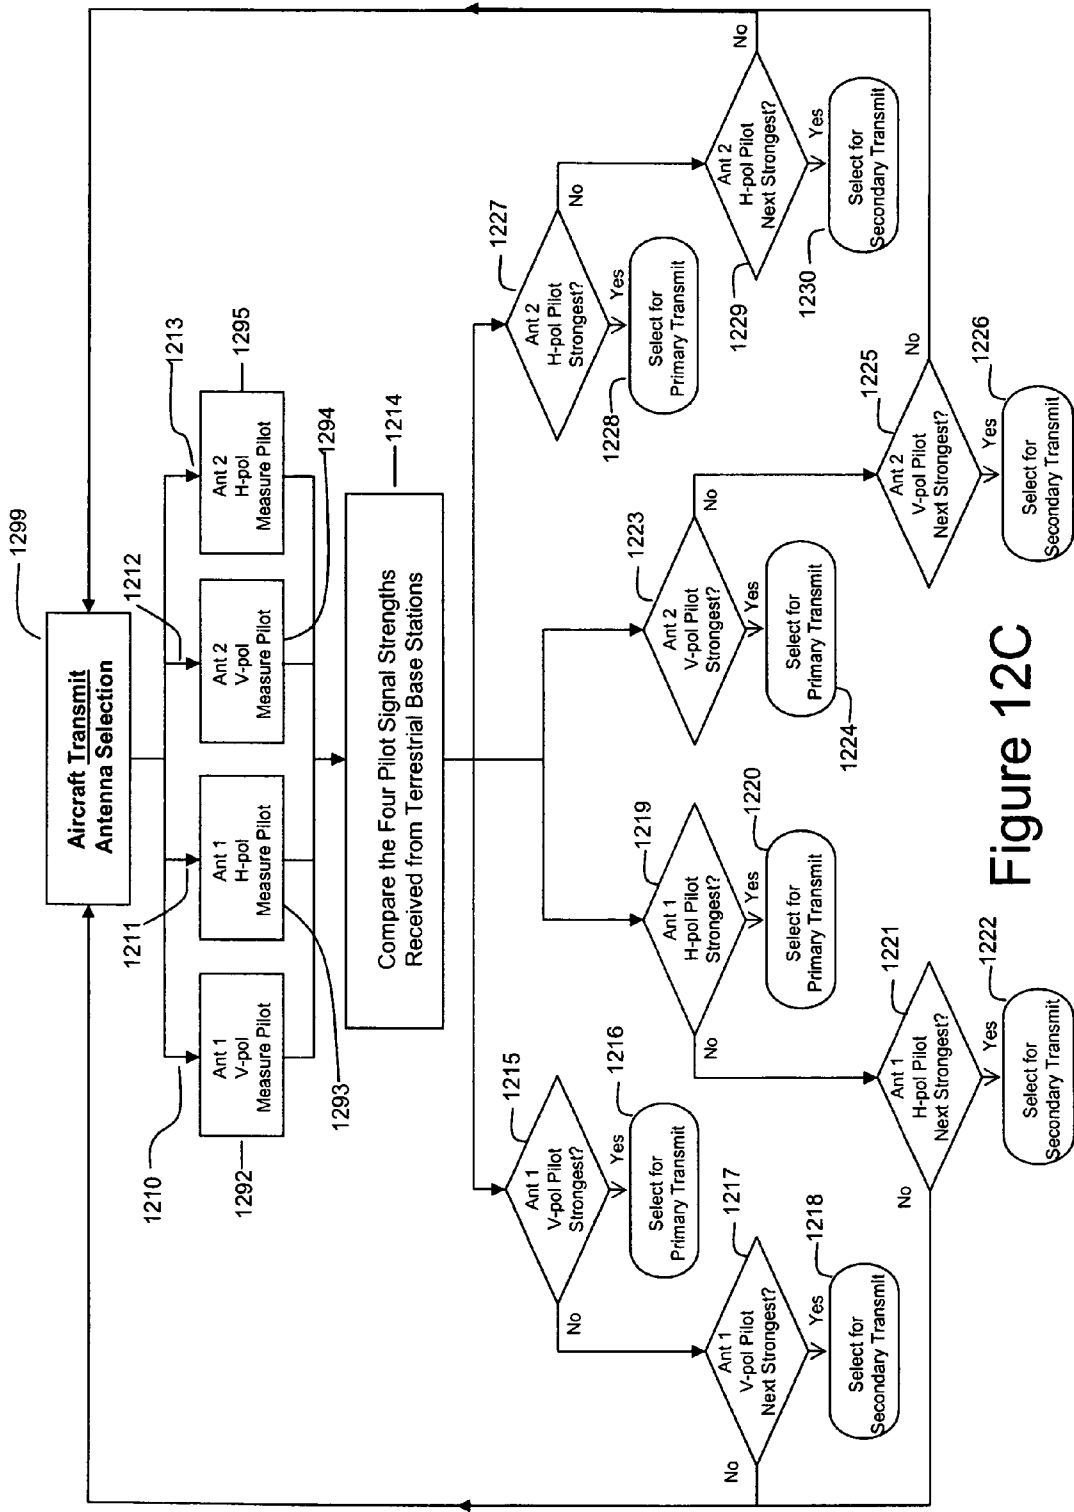 1299
Aircraft Transmit
Antenna Selection
1210
1211
1212
1213
Ant 1
V-pol
Measure Pilot
Ant 1
H-pol
Measure Pilot
Ant 2
V-pol
Measure Pilot
Ant 2
H-pol
Measure Pilot
1292
1293
1294
1295
Compare the Four Pilot Signal Strengths
Received from Terrestrial Base Stations
1214
1215
Ant 1
V-pol Pilot
Strongest?
No
Yes
1216
Select for
Primary Transmit
1217
Ant 1
V-pol Pilot
Next Strongest?
No
Yes
1218
Select for
Secondary Transmit
1219
Ant 1
H-pol Pilot
Strongest?
No
Yes
1220
Select for
Primary Transmit
1221
Ant 1
H-pol Pilot
Next Strongest?
No
Yes
1222
Select for
Secondary Transmit
1223
Ant 2
V-pol Pilot
Strongest?
No
Yes
Select for
Primary Transmit
1224
1225
Ant 2
V-pol Pilot
Next Strongest?
No
Yes
1226
Select for
Secondary Transmit
1227
Ant 2
H-pol Pilot
Strongest?
No
Yes
Select for
Primary Transmit
1228
Ant 2
H-pol Pilot
Next Strongest?
1229
No
Yes
Select for
Secondary Transmit
1230
Figure 12C